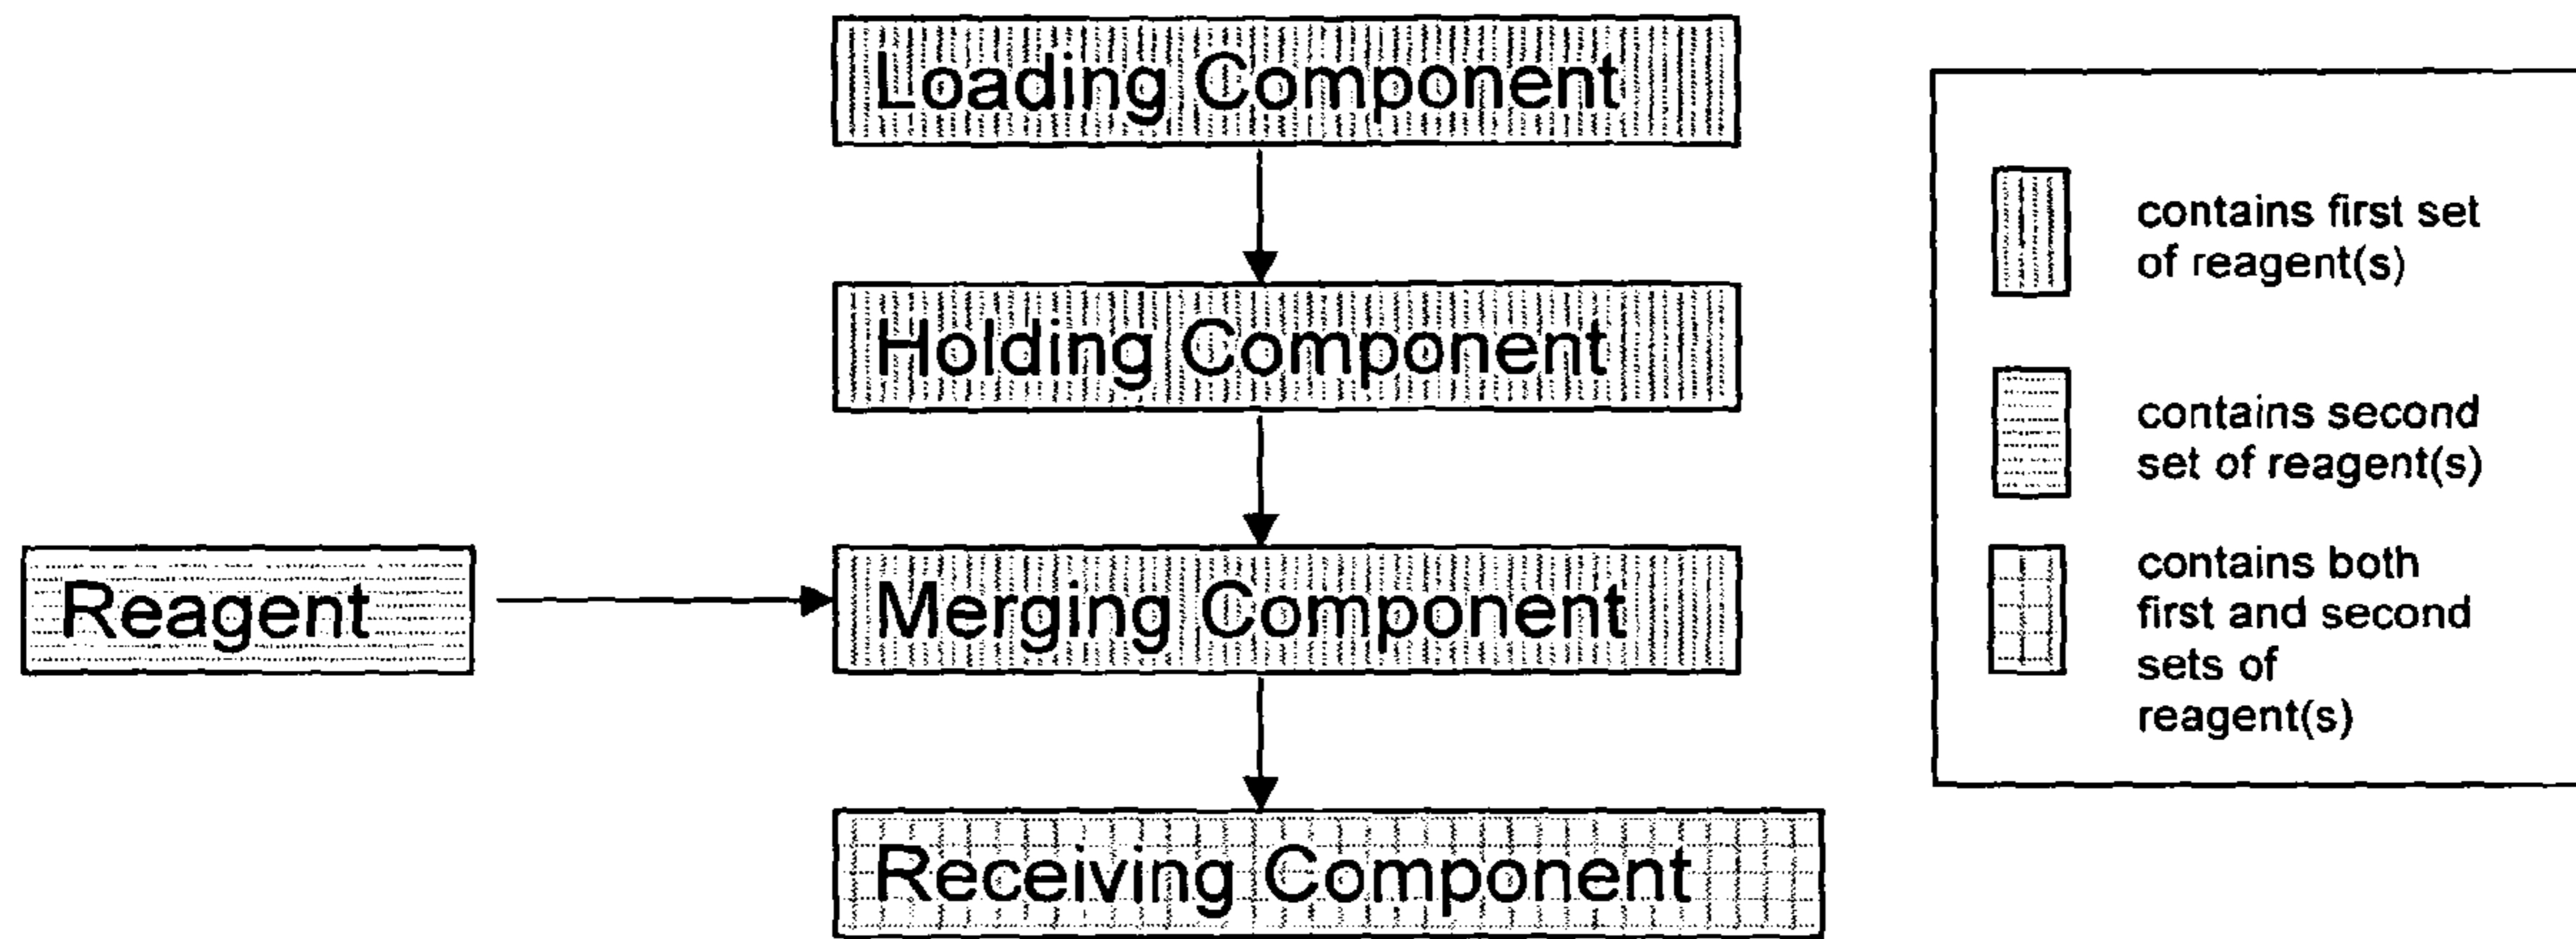 Loading Component
Holding Component
Reagent
Merging Component
Receiving Component
contains first set
of reagent(s)
contains second
set of reagent(s)
contains both
first and second
sets of
reagent(s)